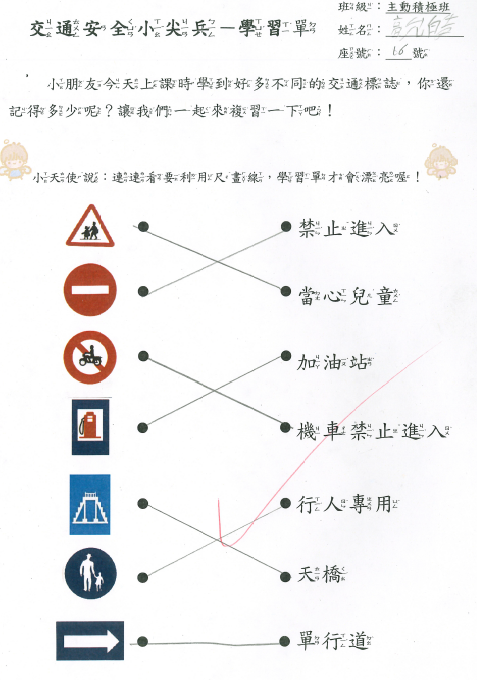 班級：主動積極班
交通安全小尖兵－學習單
姓名：
座號：16號
小朋友今天上課時學到好多不同的交通標誌，你還
記得多少呢？讓我們一起來複習一下吧！
小天使說：連連看要利用尺畫線，學習單才會漂亮喔！
禁止進入
當心兒童
加油站
機車禁止進入
行人專用
天橋
單行道